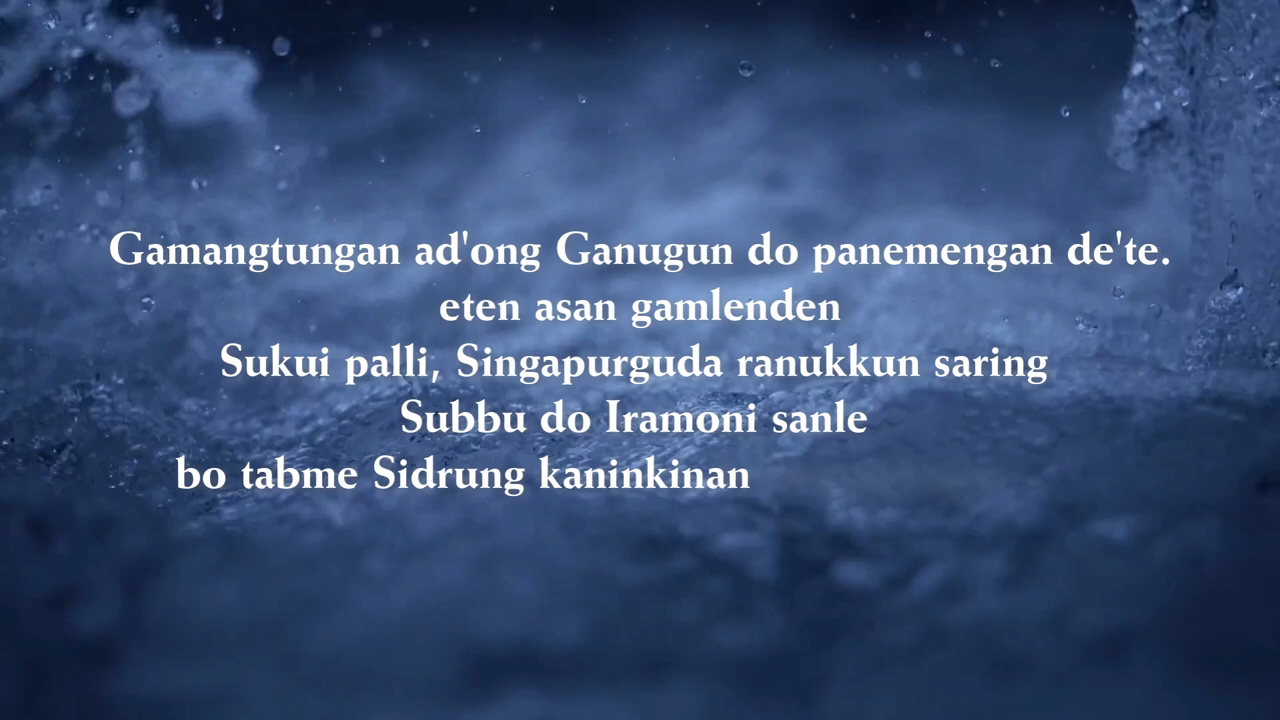 Gamangtungan ad'ong Ganugun do panemengan de'te.
eten asan gamlenden
Sukui palli, Singapurguda ranukkun saring
Subbu do Iramoni sanle
bo tabme Sidrung kaninkinan